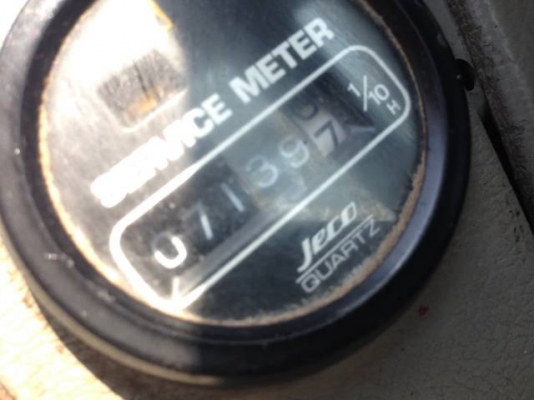 SERVICE METER
071397
1/10 H
Jeco
QUARTZ